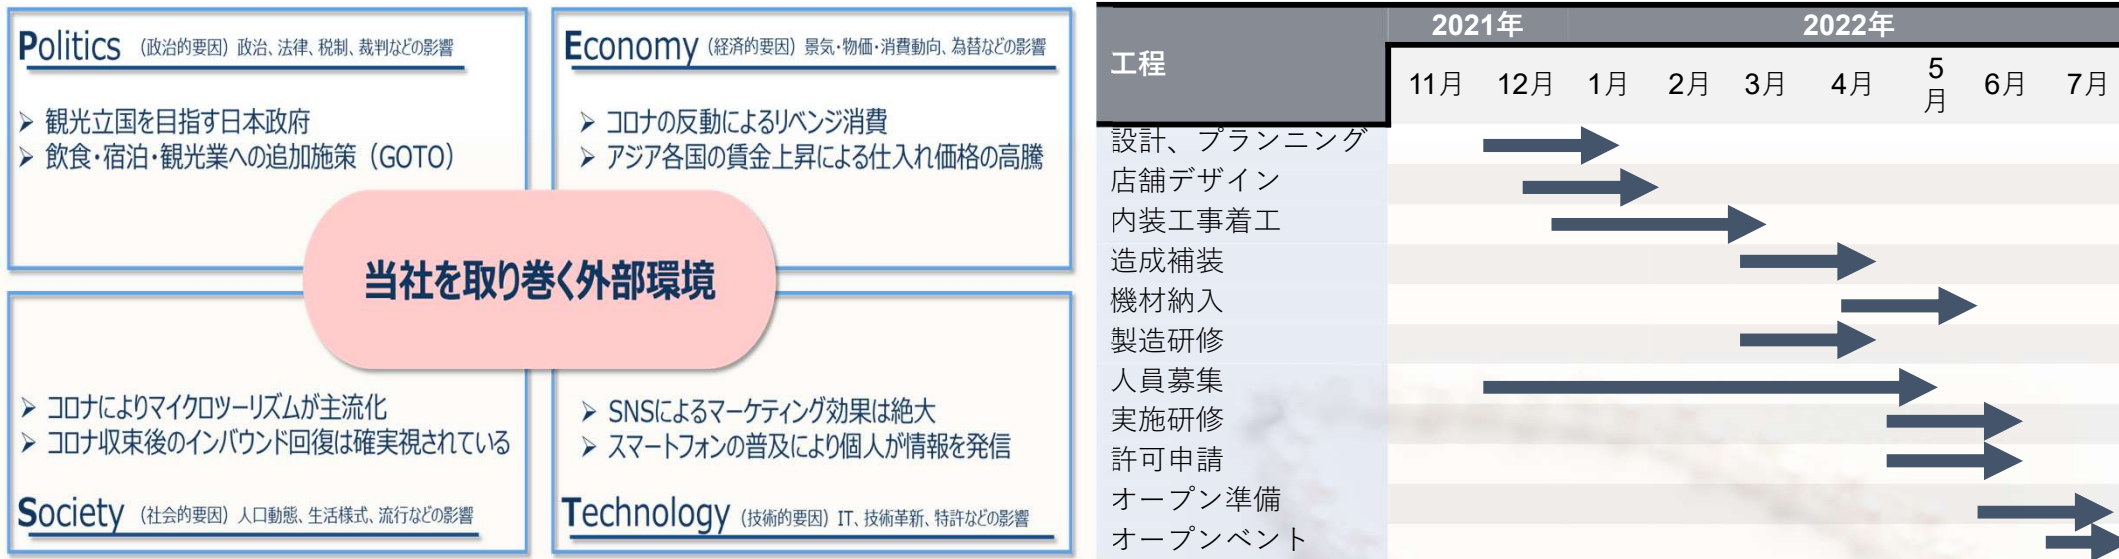 Politics （政治的要因）政治、法律、税制、裁判などの影響
➢ 観光立国を目指す日本政府
➢ 飲食・宿泊・観光業への追加施策（GOTO）
Economy （経済的要因）景気・物価・消費動向、為替などの影響
➢ コロナの反動によるリベンジ消費
➢ アジア各国の賃金上昇による仕入れ価格の高騰
当社を取り巻く外部環境
➢ コロナによりマイクロツーリズムが主流化
➢ コロナ収束後のインバウンド回復は確実視されている
Society （社会的要因）人口動態、生活様式、流行などの影響
➢ SNSによるマーケティング効果は絶大
➢ スマートフォンの普及により個人が情報を発信
Technology （技術的要因）IT、技術革新、特許などの影響
工程 2021年 2022年
11月 12月 1月 2月 3月 4月 5月 6月 7月
設計、プランニング
店舗デザイン
内装工事着工
造成補装
機材納入
製造研修
人員募集
実施研修
許可申請
オープン準備
オープンベント